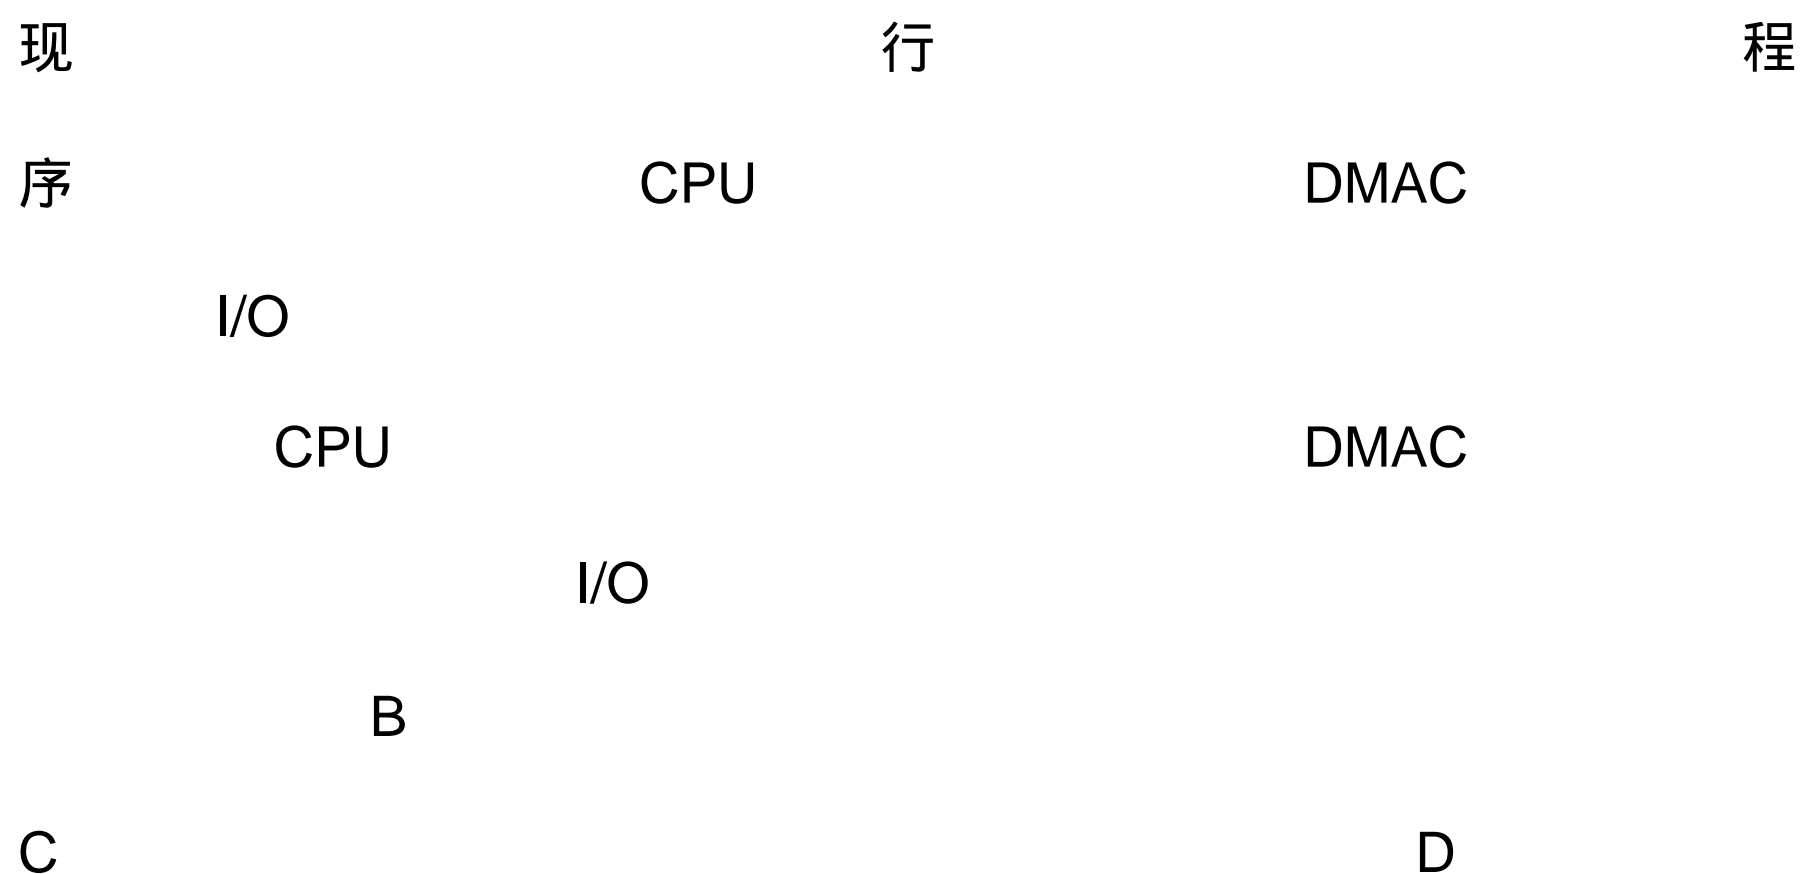 现 行 程
序 CPU DMAC
I/O
CPU DMAC
I/O
B
C D